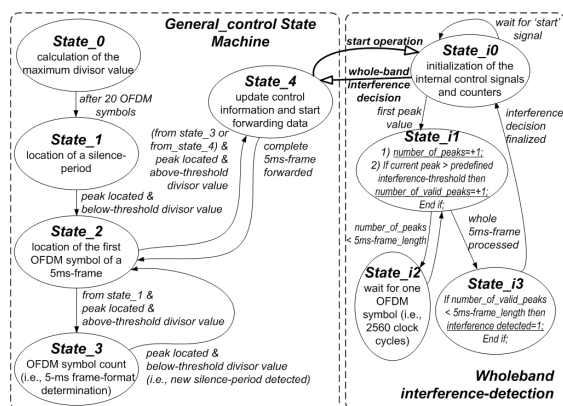 General_control State
Machine
State_0
calculation of the
maximum divisor value
after 20 OFDM
symbols
State_1
location of a silence-
period
peak located &
below-threshold divisor value
State_2
location of the first
OFDM symbol of a
5ms-frame
from state_1 &
peak located &
above-threshold
divisor value
State_3
OFDM symbol count
(i.e., 5-ms frame-format
determination)
peak located &
below-threshold divisor value
(i.e., new silence-period detected)
State_4
update control
information and start
forwarding data
(from state_3 or
from_state_4) &
peak located &
above-threshold
divisor value
complete
5ms-frame
forwarded
start operation
whole-band
interference
decision
wait for 'start'
signal
State_i0
initialization of the
internal control signals
and counters
first peak
value
interference
decision
finalized
State_i1
1) number_of_peaks=+1;
2) If current peak > predefined
interference-threshold then
number_of_valid_peaks=+1;
End if;
number_of_peaks
< 5ms-frame_length
whole
5ms-frame
processed
State_i2
wait for one
OFDM symbol (i.e.,
2560 clock
cycles)
State_i3
If number_of_valid_peaks
< 5ms-frame_length then
interference detected=1;
End if;
Wholeband
interference-detection